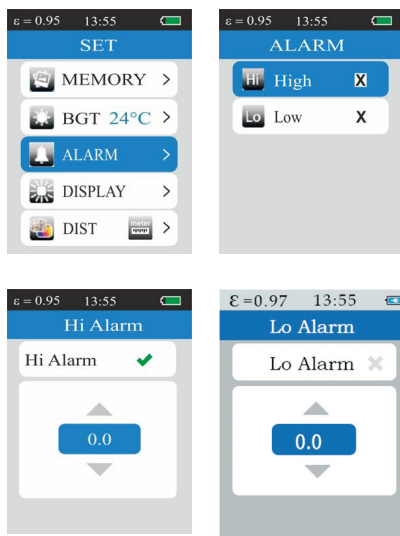 ε = 0.95 13:55
SET
MEMORY >
BGT 24°C >
ALARM >
DISPLAY >
DIST meter >
ε = 0.95 13:55
ALARM
Hi High X
Lo Low X
ε = 0.95 13:55
Hi Alarm
Hi Alarm
0.0
ε =0.97 13:55
Lo Alarm
Lo Alarm
0.0